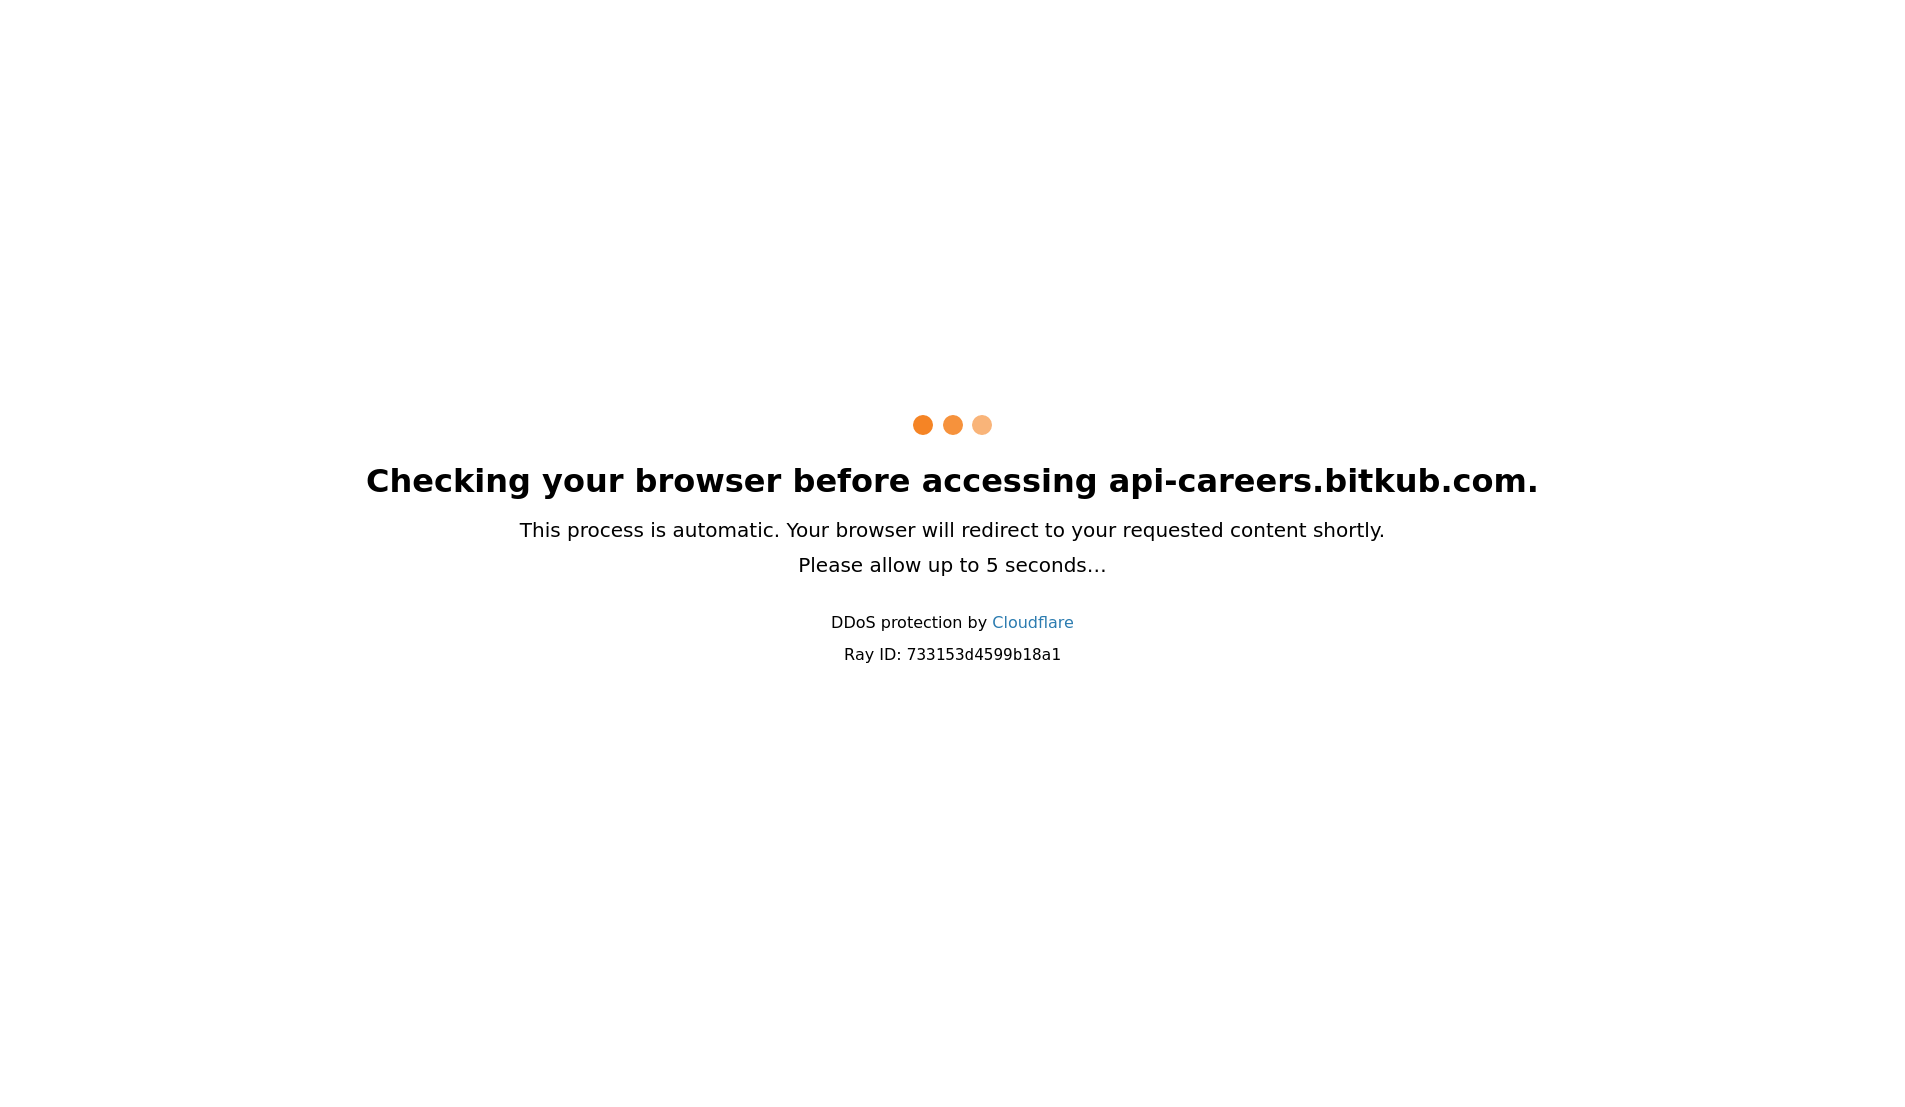 Checking your browser before accessing api-careers.bitkub.com.
This process is automatic. Your browser will redirect to your requested content shortly.
Please allow up to 5 seconds…
DDoS protection by Cloudflare
Ray ID: 733153d4599b18a1